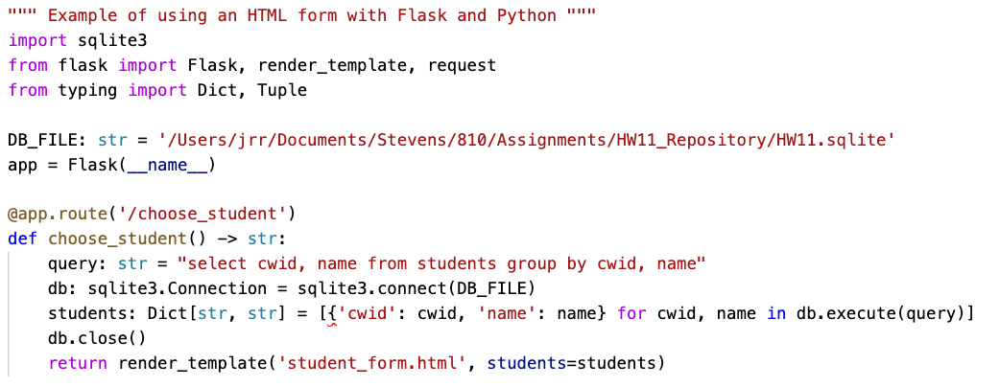 """ Example of using an HTML form with Flask and Python """
import sqlite3
from flask import Flask, render_template, request
from typing import Dict, Tuple

DB_FILE: str = '/Users/jrr/Documents/Stevens/810/Assignments/HW11_Repository/HW11.sqlite'
app = Flask(__name__)

@app.route('/choose_student')
def choose_student() -> str:
    query: str = "select cwid, name from students group by cwid, name"
    db: sqlite3.Connection = sqlite3.connect(DB_FILE)
    students: Dict[str, str] = [{'cwid': cwid, 'name': name} for cwid, name in db.execute(query)]
    db.close()
    return render_template('student_form.html', students=students)